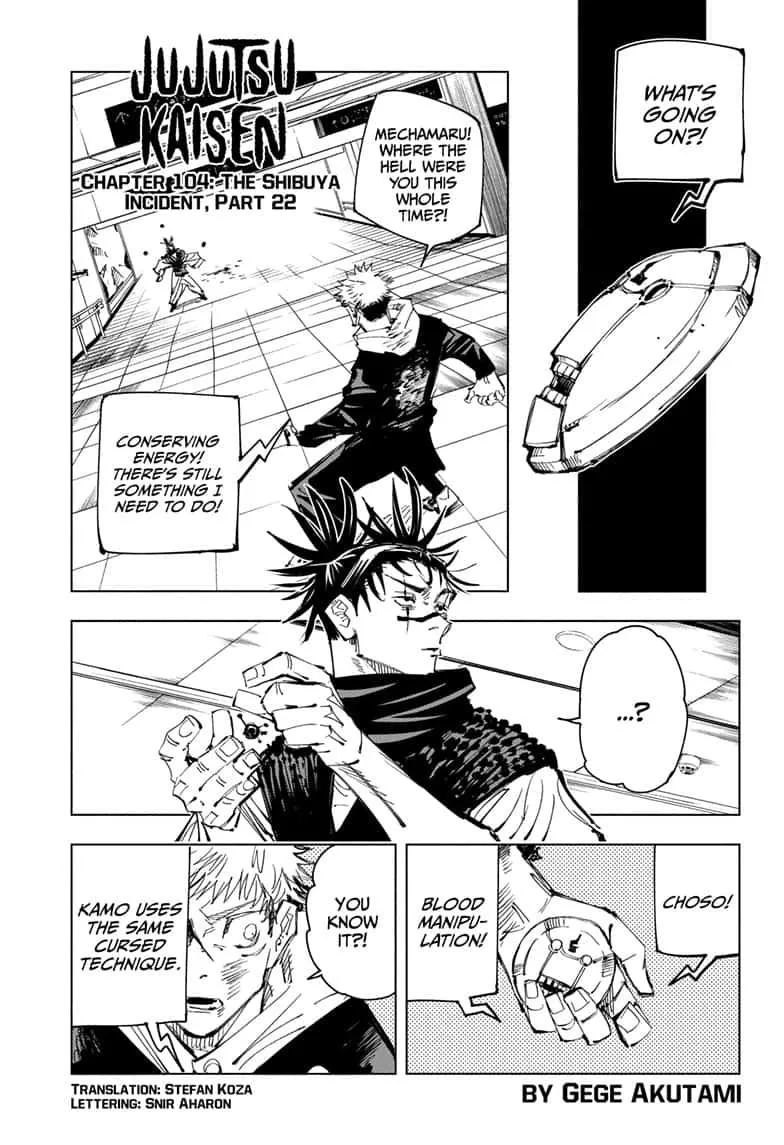 WHAT'S
GOING
ON?!
JUJUTSU
KAISEN
CHAPTER 104: THE SHIBUYA
INCIDENT, PART 22
MECHAMARU!
WHERE THE
HELL WERE
YOU THIS
WHOLE
TIME?!
CONSERVING
ENERGY!
THERE'S STILL
SOMETHING I
NEED TO DO!
...?
CHOSO!
BLOOD
MANIPU-
LATION!
YOU
KNOW
IT?!
KAMO USES
THE SAME
CURSED
TECHNIQUE.
TRANSLATION: STEFAN KOZA
LETTERING: SNIR AHARON
BY GEGE AKUTAMI